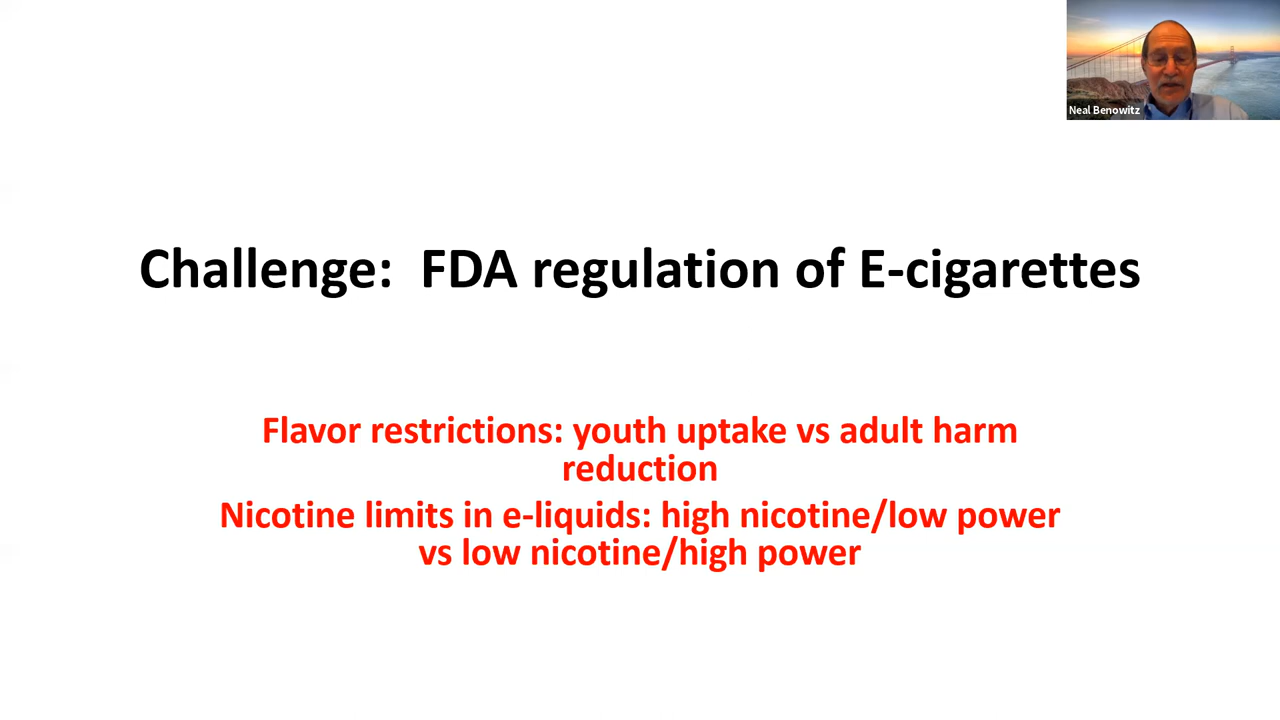 Neal Benowitz
Challenge:  FDA regulation of E-cigarettes
Flavor restrictions: youth uptake vs adult harm
reduction
Nicotine limits in e-liquids: high nicotine/low power
vs low nicotine/high power